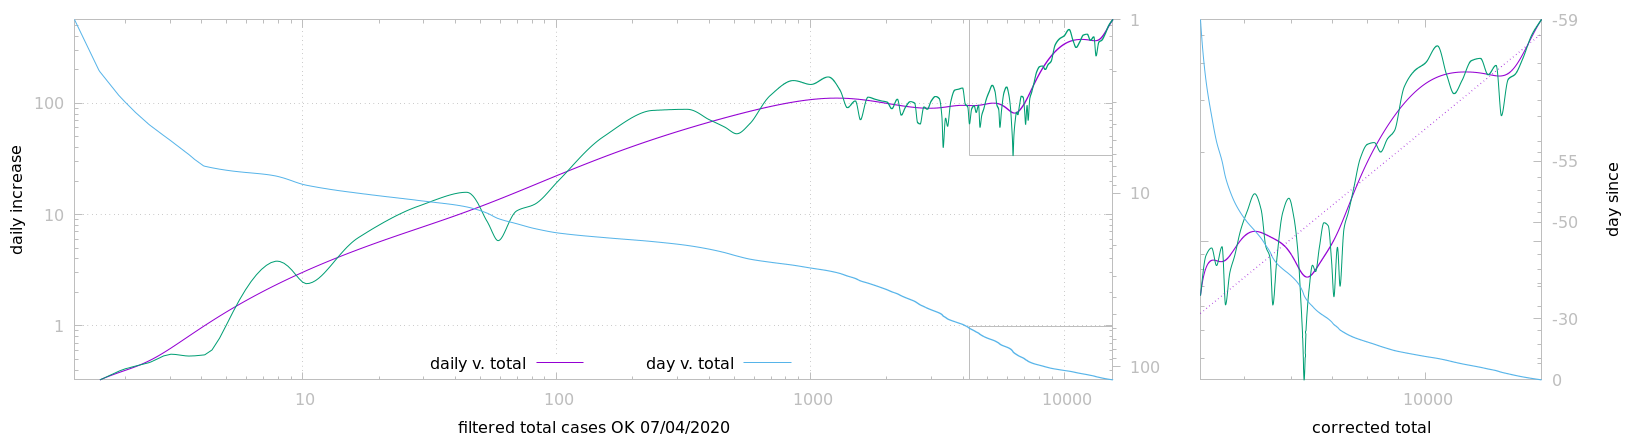 1
-59
100
-55
daily increase
10
day since
10
-50
1
-30
daily v. total
day v. total
100
0
10
100
1000
10000
10000
filtered total cases OK 07/04/2020
corrected total